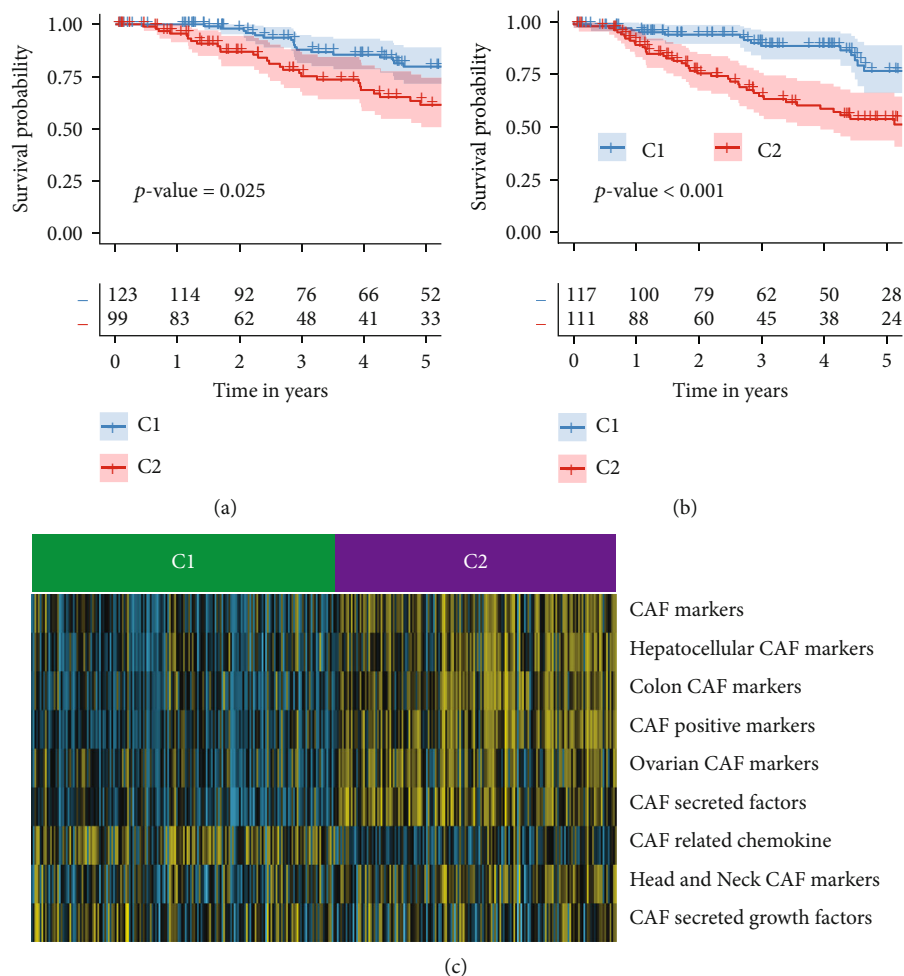 Survival probability
1.00
0.75
0.50
0.25
0.00
p-value = 0.025
– 123 114 92 76 66 52
– 99 83 62 48 41 33
0 1 2 3 4 5
Time in years
C1
C2
(a)
Survival probability
1.00
0.75
0.50
0.25
0.00
C1 C2
p-value < 0.001
– 117 100 79 62 50 28
– 111 88 60 45 38 24
0 1 2 3 4 5
Time in years
C1
C2
(b)
C1 C2
CAF markers
Hepatocellular CAF markers
Colon CAF markers
CAF positive markers
Ovarian CAF markers
CAF secreted factors
CAF related chemokine
Head and Neck CAF markers
CAF secreted growth factors
(c)